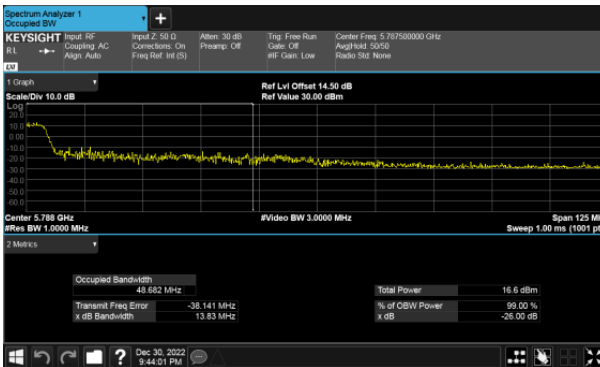 Spectrum Analyzer 1
Occupied BW
KEYSIGHT Input: RF Input Z: 50 Ω Atten: 30 dB Trig: Free Run Center Freq: 5.787500000 GHz
RL Coupling: AC Corrections: On Preamp: Off Gate: Off Avg|Hold: 50/50
Align: Auto Freq Ref: Int (S) #IF Gain: Low Radio Std: None
LXI
1 Graph
Scale/Div 10.0 dB
Ref Lvl Offset 14.50 dB
Ref Value 30.00 dBm
Log
20.0
10.0
0.00
-10.0
-20.0
-30.0
-40.0
-50.0
-60.0
Center 5.788 GHz #Video BW 3.0000 MHz Span 125 M
#Res BW 1.0000 MHz Sweep 1.00 ms (1001 pt
2 Metrics
Occupied Bandwidth
48.682 MHz Total Power 16.6 dBm
Transmit Freq Error -38.141 MHz % of OBW Power 99.00 %
x dB Bandwidth 13.83 MHz x dB -26.00 dB
? Dec 30, 2022
9:44:01 PM